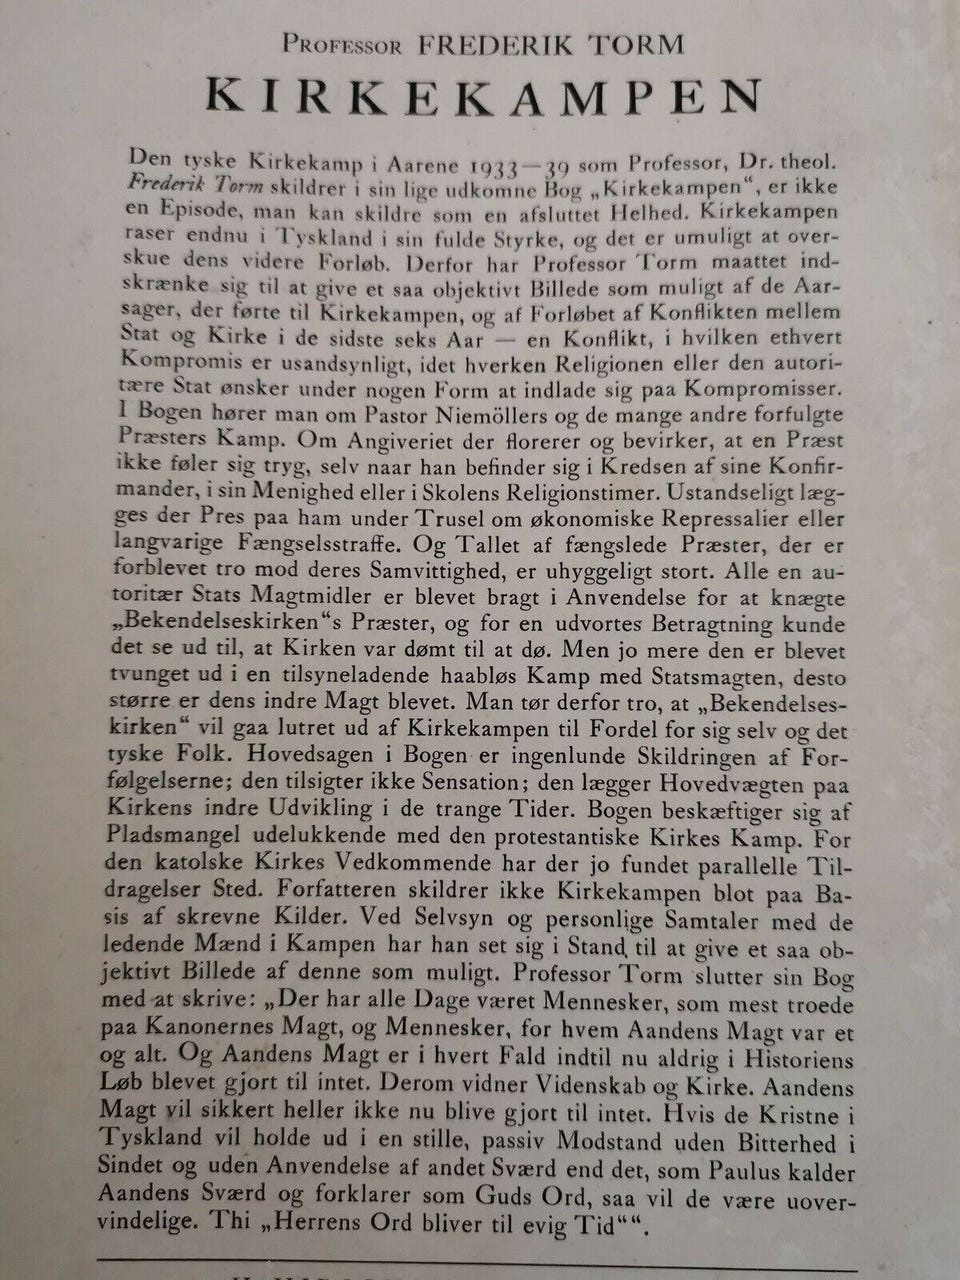 Professor FREDERIK TORM
KIRKEKAMPEN
Den tyske Kirkekamp i Aarene 1933—39 som Professor, Dr. theol.
Frederik Torm skildrer i sin lige udkomne Bog „Kirkekampen“, er ikke
en Episode, man kan skildre som en afsluttet Helhed. Kirkekampen
raser endnu i Tyskland i sin fulde Styrke, og det er umuligt at over-
skue dens videre Forløb. Derfor har Professor Torm maattet ind-
skrænke sig til at give et saa objektivt Billede som muligt af de Aar-
sager, der førte til Kirkekampen, og af Forløbet af Konflikten mellem
Stat og Kirke i de sidste seks Aar — en Konflikt, i hvilken ethvert
Kompromis er usandsynligt, idet hverken Religionen eller den autori-
tære Stat ønsker under nogen Form at indlade sig paa Kompromisser.
I Bogen hører man om Pastor Niemöllers og de mange andre forfulgte
Præsters Kamp. Om Angiveriet der florerer og bevirker, at en Præst
ikke føler sig tryg, selv naar han befinder sig i Kredsen af sine Konfir-
mander, i sin Menighed eller i Skolens Religionstimer. Ustandseligt læg-
ges der Pres paa ham under Trusel om økonomiske Repressalier eller
langvarige Fængselsstraffe. Og Tallet af fængslede Præster, der er
forblevet tro mod deres Samvittighed, er uhyggeligt stort. Alle en au-
toritær Stats Magtmidler er blevet bragt i Anvendelse for at knægte
„Bekendelseskirken“s Præster, og for en udvortes Betragtning kunde
det se ud til, at Kirken var dømt til at dø. Men jo mere den er blevet
tvunget ud i en tilsyneladende haabløs Kamp med Statsmagten, desto
større er dens indre Magt blevet. Man tør derfor tro, at „Bekendelses-
kirken“ vil gaa lutret ud af Kirkekampen til Fordel for sig selv og det
tyske Folk. Hovedsagen i Bogen er ingenlunde Skildringen af For-
følgelserne; den tilsigter ikke Sensation; den lægger Hovedvægten paa
Kirkens indre Udvikling i de trange Tider. Bogen beskæftiger sig af
Pladsmangel udelukkende med den protestantiske Kirkes Kamp. For
den katolske Kirkes Vedkommende har der jo fundet parallelle Til-
dragelser Sted. Forfatteren skildrer ikke Kirkekampen blot paa Ba-
sis af skrevne Kilder. Ved Selvsyn og personlige Samtaler med de
ledende Mænd i Kampen har han set sig i Stand til at give et saa ob-
jektivt Billede af denne som muligt. Professor Torm slutter sin Bog
med at skrive: „Der har alle Dage været Mennesker, som mest troede
paa Kanonernes Magt, og Mennesker, for hvem Aandens Magt var et
og alt. Og Aandens Magt er i hvert Fald indtil nu aldrig i Historiens
Løb blevet gjort til intet. Derom vidner Videnskab og Kirke. Aandens
Magt vil sikkert heller ikke nu blive gjort til intet. Hvis de Kristne i
Tyskland vil holde ud i en stille, passiv Modstand uden Bitterhed i
Sindet og uden Anvendelse af andet Sværd end det, som Paulus kalder
Aandens Sværd og forklarer som Guds Ord, saa vil de være uover-
vindelige. Thi „Herrens Ord bliver til evig Tid““.